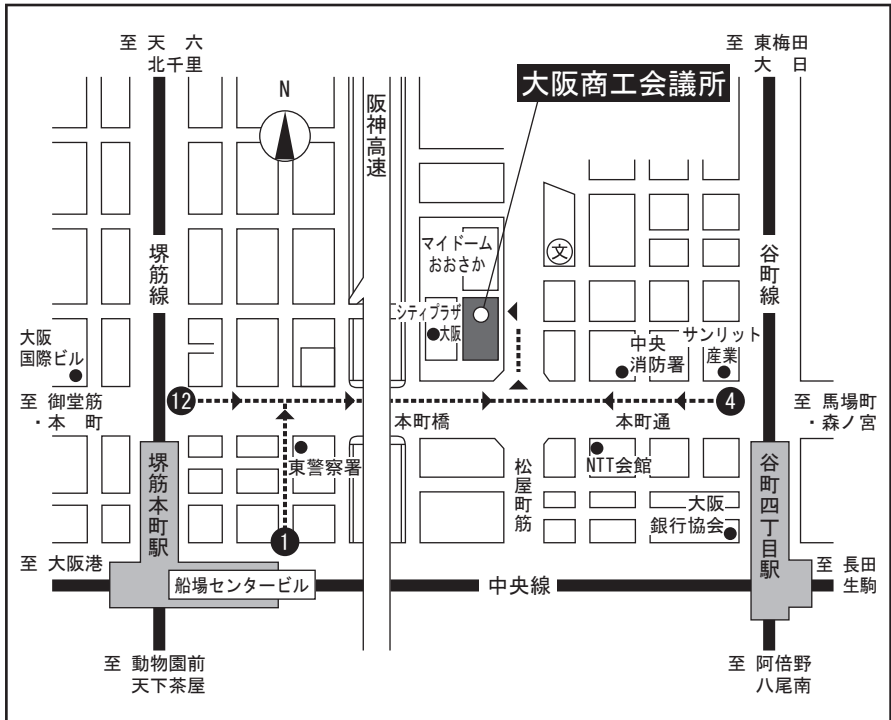 至 天 六
北千里
至 東梅田
大 日
N
大阪商工会議所
阪神高速
堺筋線
谷町線
マイドーム
おおさか
文
シティプラザ
大阪
大阪
国際ビル
中央
消防署
サンリット
産業
至 御堂筋
・本 町
12
本町橋
本町通
4
至 馬場町
・森ノ宮
東警察署
NTT会館
堺筋本町駅
松屋町筋
大阪
銀行協会
谷町四丁目駅
1
至 大阪港
船場センタービル
中央線
至 長田
生駒
至 動物園前
天下茶屋
至 阿倍野
八尾南